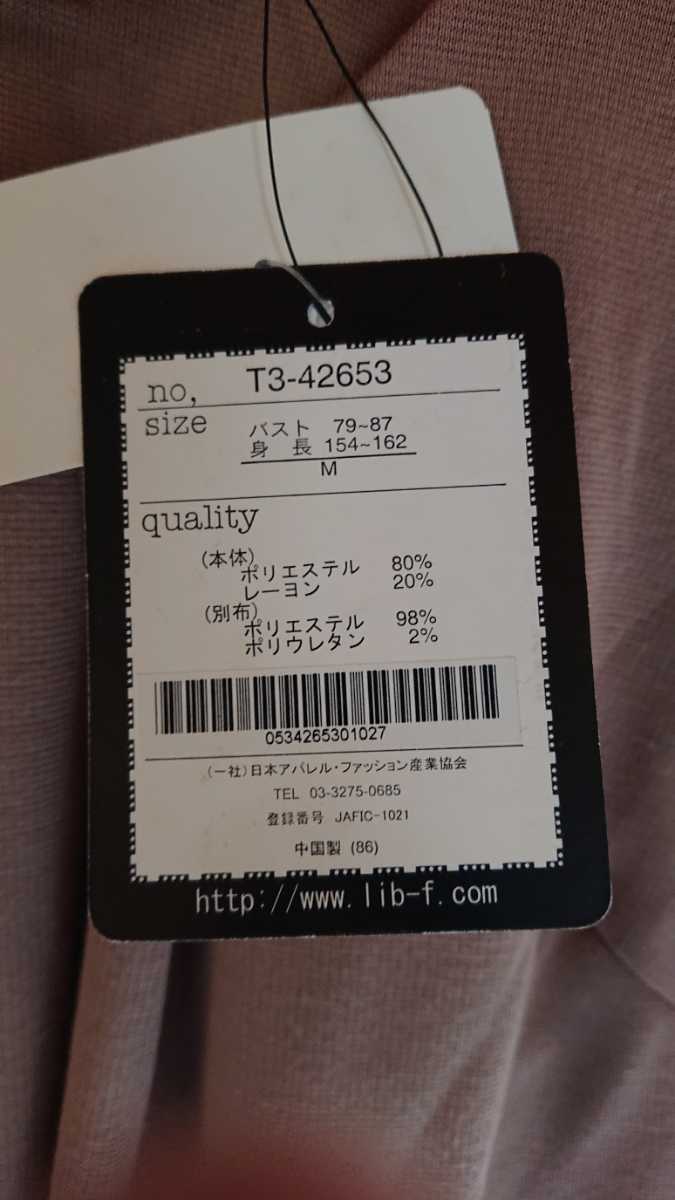 no, T3-42653
size
バスト 79~87
身 長 154~162
M
quality
(本体)
ポリエステル 80%
レーヨン 20%
(別布)
ポリエステル 98%
ポリウレタン 2%
0534265301027
(一社)日本アパレル・ファッション産業協会
TEL 03-3275-0685
登録番号 JAFIC-1021
中国製 (86)
http://www.lib-f.com